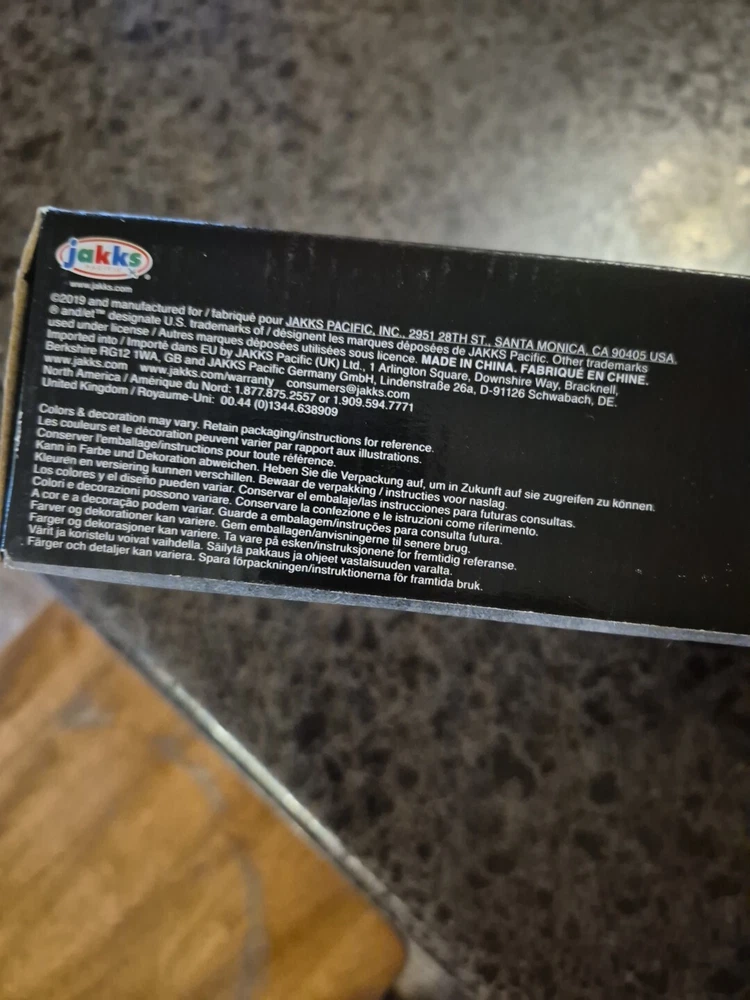 jakks
www.jakks.com
©2019 and manufactured for / fabriqué pour JAKKS PACIFIC, INC., 2951 28TH ST., SANTA MONICA, CA 90405 USA.
® and/et™ designate U.S. trademarks of / désignent les marques déposées de JAKKS Pacific. Other trademarks
used under license / Autres marques déposées utilisées sous licence. MADE IN CHINA. FABRIQUÉ EN CHINE.
Imported into / Importé dans EU by JAKKS Pacific (UK) Ltd., 1 Arlington Square, Downshire Way, Bracknell,
Berkshire RG12 1WA, GB and JAKKS Pacific Germany GmbH, Lindenstraße 26a, D-91126 Schwabach, DE.
www.jakks.com www.jakks.com/warranty consumers@jakks.com
North America / Amérique du Nord: 1.877.875.2557 or 1.909.594.7771
United Kingdom / Royaume-Uni: 00.44 (0)1344.638909
Colors & decoration may vary. Retain packaging/instructions for reference.
Les couleurs et le décoration peuvent varier par rapport aux illustrations.
Conserver l'emballage/instructions pour toute référence.
Kann in Farbe und Dekoration abweichen. Heben Sie die Verpackung auf, um in Zukunft auf sie zugreifen zu können.
Kleuren en versiering kunnen verschillen. Bewaar de verpakking / instructies voor naslag.
Los colores y el diseño pueden variar. Conservar el embalaje/las instrucciones para futuras consultas.
Colori e decorazioni possono variare. Conservare la confezione e le istruzioni come riferimento.
A cor e a decoração podem variar. Guarde a embalagem/instruções para consulta futura.
Farver og dekorationer kan variere. Gem emballagen/anvisningerne til senere brug.
Farger og dekorasjoner kan variere. Ta vare på esken/instruksjonene for fremtidig referanse.
Värit ja koristelu voivat vaihdella. Säilytä pakkaus ja ohjeet vastaisuuden varalta.
Färger och detaljer kan variera. Spara förpackningen/instruktionerna för framtida bruk.